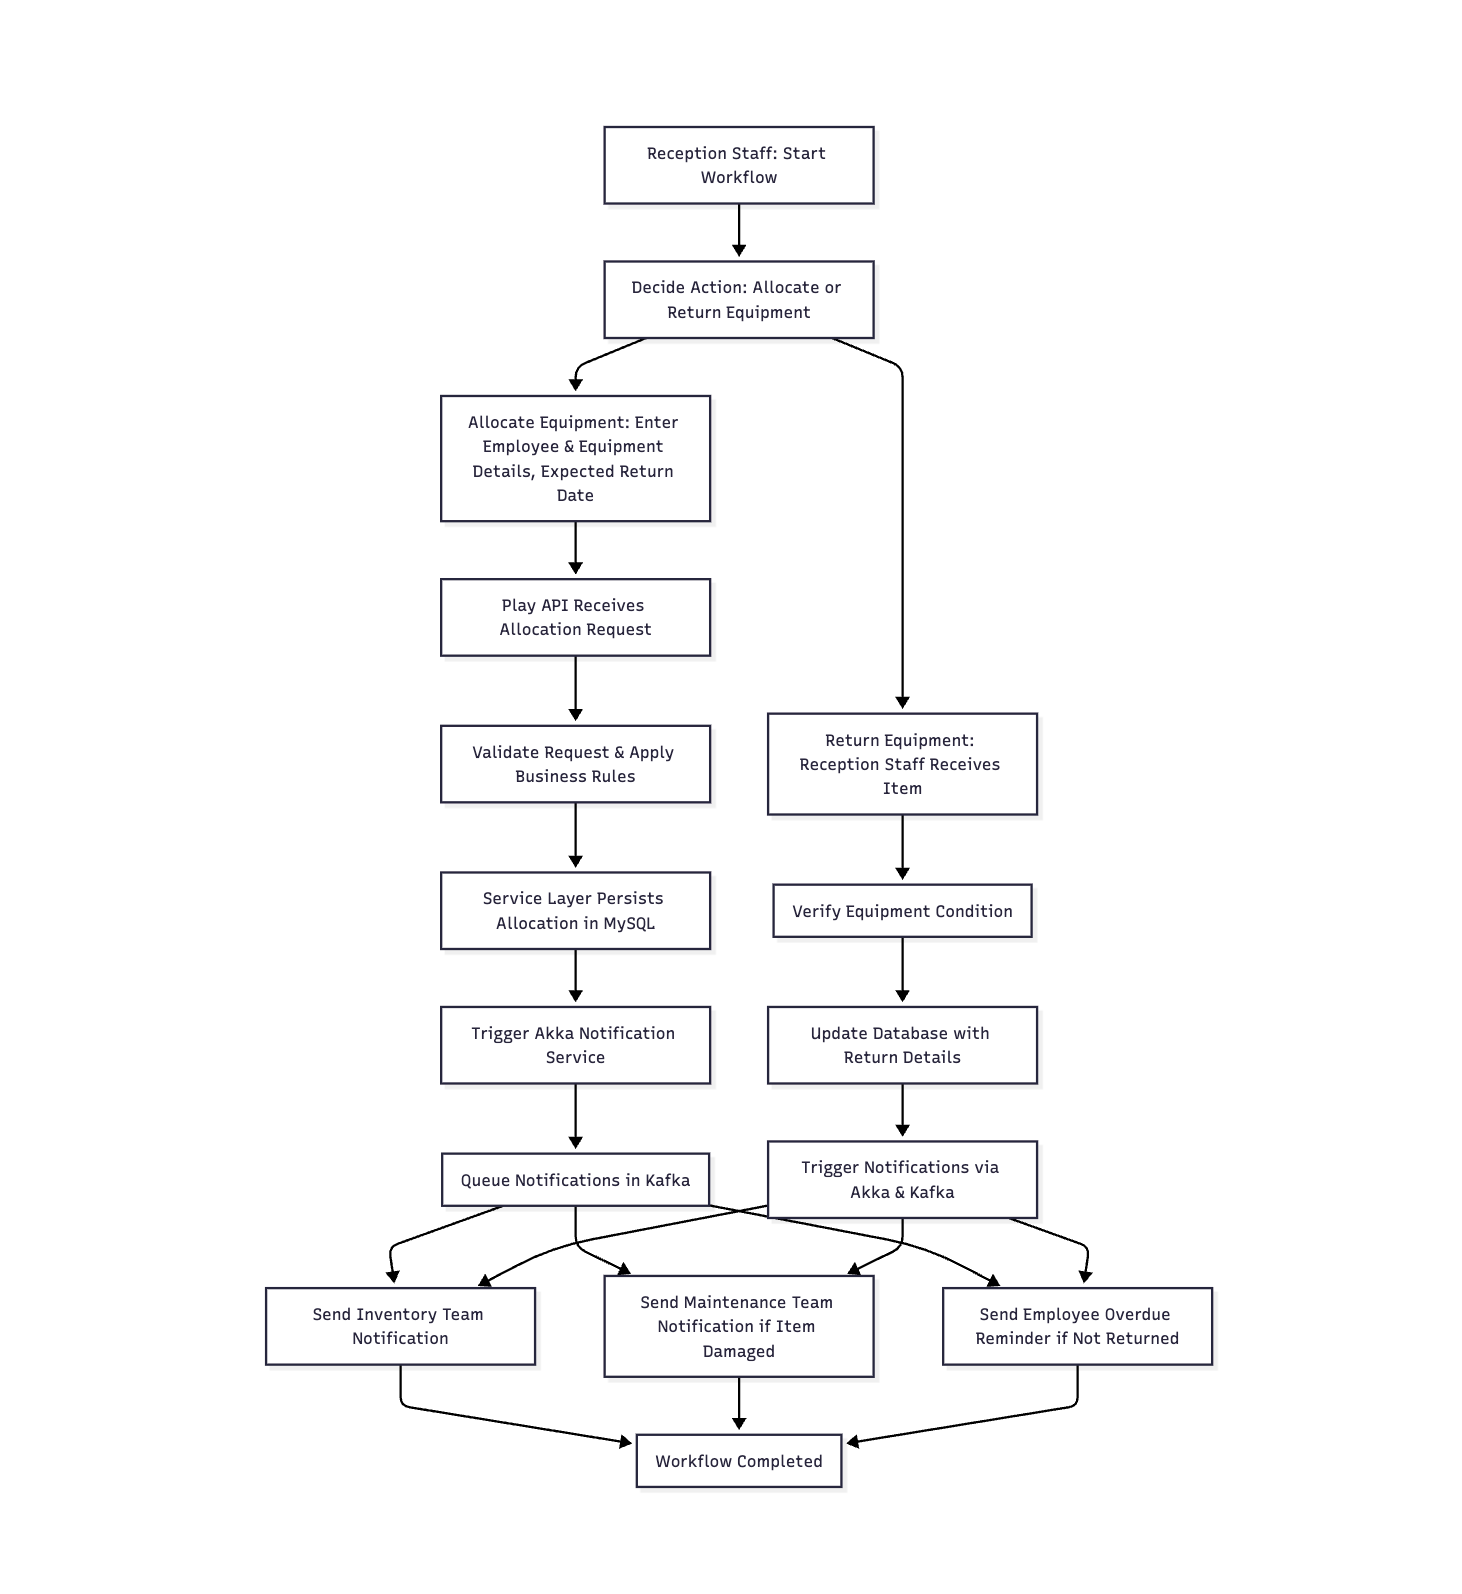 Reception Staff: Start
Workflow
Decide Action: Allocate or
Return Equipment
Allocate Equipment: Enter
Employee & Equipment
Details, Expected Return
Date
Play API Receives
Allocation Request
Validate Request & Apply
Business Rules
Service Layer Persists
Allocation in MySQL
Trigger Akka Notification
Service
Queue Notifications in Kafka
Return Equipment:
Reception Staff Receives
Item
Verify Equipment Condition
Update Database with
Return Details
Trigger Notifications via
Akka & Kafka
Send Inventory Team
Notification
Send Maintenance Team
Notification if Item
Damaged
Send Employee Overdue
Reminder if Not Returned
Workflow Completed